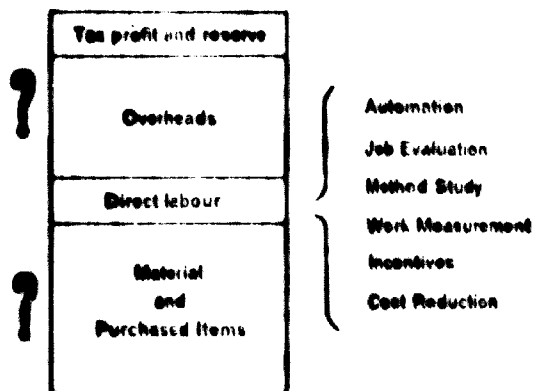 ?
Tax profit and reserve
Overheads
Direct labour
?
Material
and
Purchased Items
Automation
Job Evaluation
Method Study
Work Measurement
Incentives
Cost Reduction